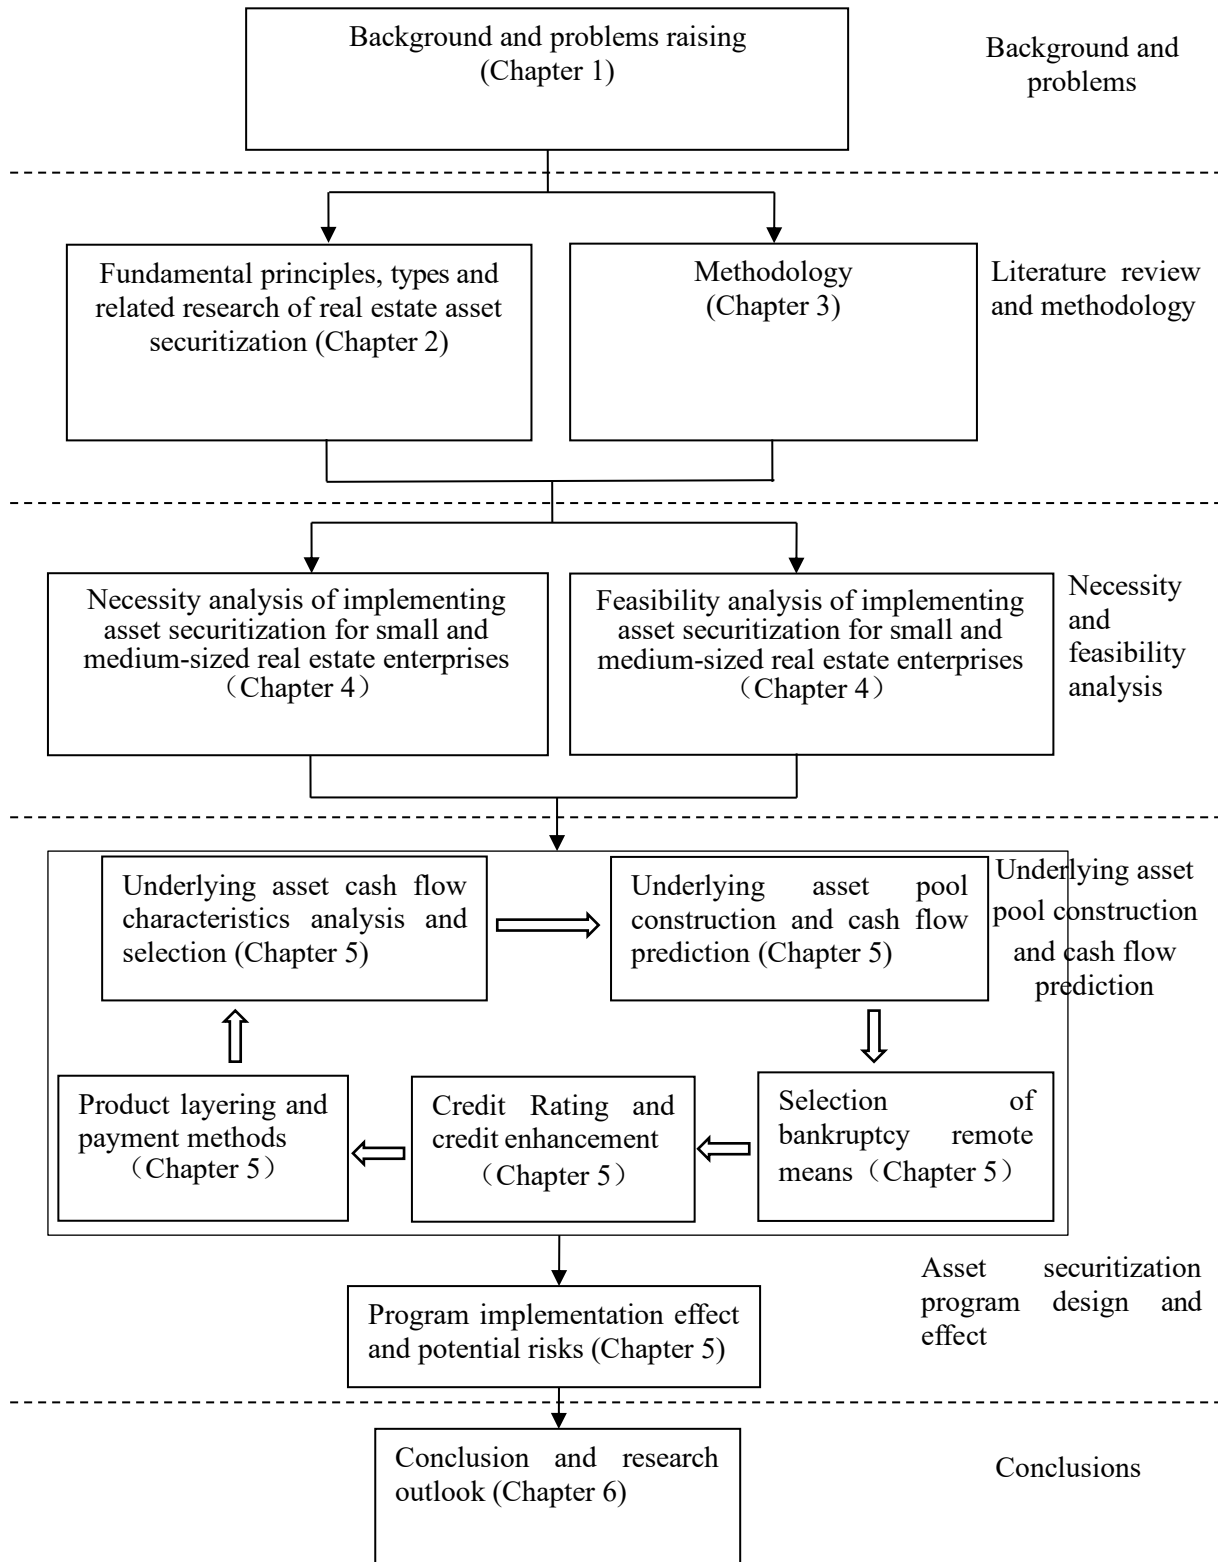 Background and problems raising
(Chapter 1)
Background and
problems
Fundamental principles, types and
related research of real estate asset
securitization (Chapter 2)
Methodology
(Chapter 3)
Literature review
and methodology
Necessity analysis of implementing
asset securitization for small and
medium-sized real estate enterprises
（Chapter 4）
Feasibility analysis of implementing
asset securitization for small and
medium-sized real estate enterprises
（Chapter 4）
Necessity
and
feasibility
analysis
Underlying asset cash flow
characteristics analysis and
selection (Chapter 5)
Underlying asset pool
construction and cash flow
prediction (Chapter 5)
Underlying asset
pool construction
and cash flow
prediction
Product layering and
payment methods
（Chapter 5）
Credit Rating and
credit enhancement
（Chapter 5）
Selection of
bankruptcy remote
means（Chapter 5）
Program implementation effect
and potential risks (Chapter 5)
Asset securitization
program design and
effect
Conclusion and research
outlook (Chapter 6)
Conclusions